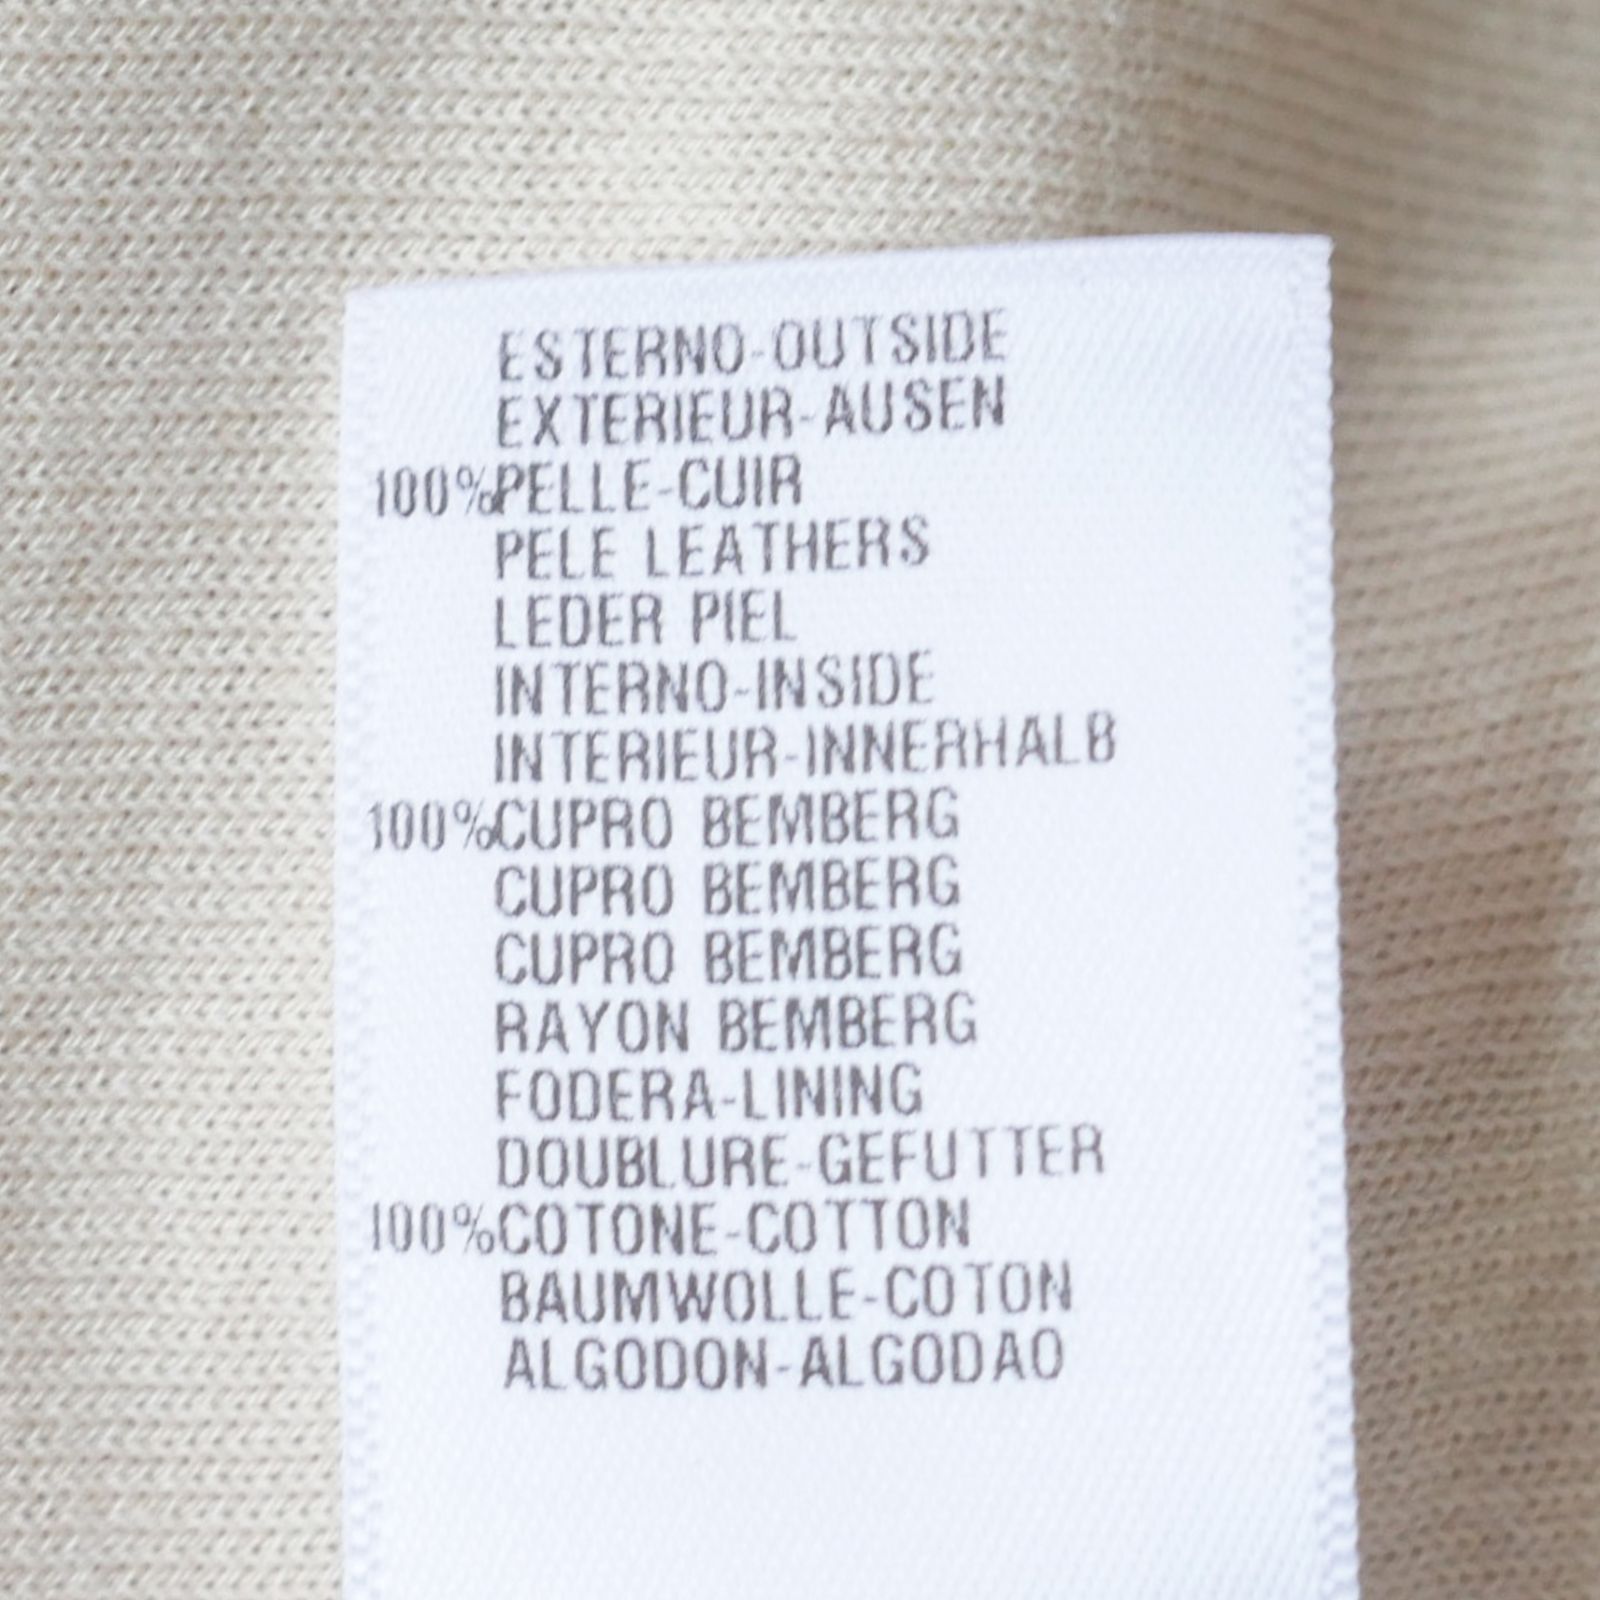 ESTERNO-OUTSIDE
EXTERIEUR-AUSEN
100%PELLE-CUIR
PELE LEATHERS
LEDER PIEL
INTERNO-INSIDE
INTERIEUR-INNERHALB
100%CUPRO BEMBERG
CUPRO BEMBERG
CUPRO BEMBERG
RAYON BEMBERG
FODERA-LINING
DOUBLURE-GEFUTTER
100%COTONE-COTTON
BAUMWOLLE-COTON
ALGODON-ALGODAO